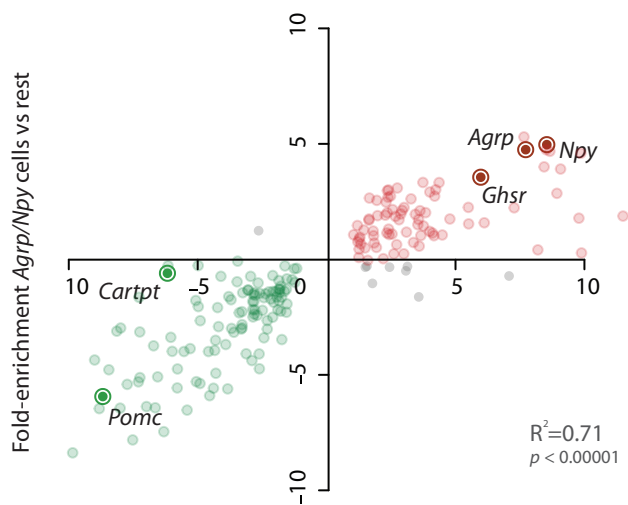 Fold-enrichment Agrp/Npy cells vs rest
10
5
Agrp
Npy
Ghsr
10
−5
0
5
10
Cartpt
−5
Pomc
R²=0.71
p < 0.00001
−10